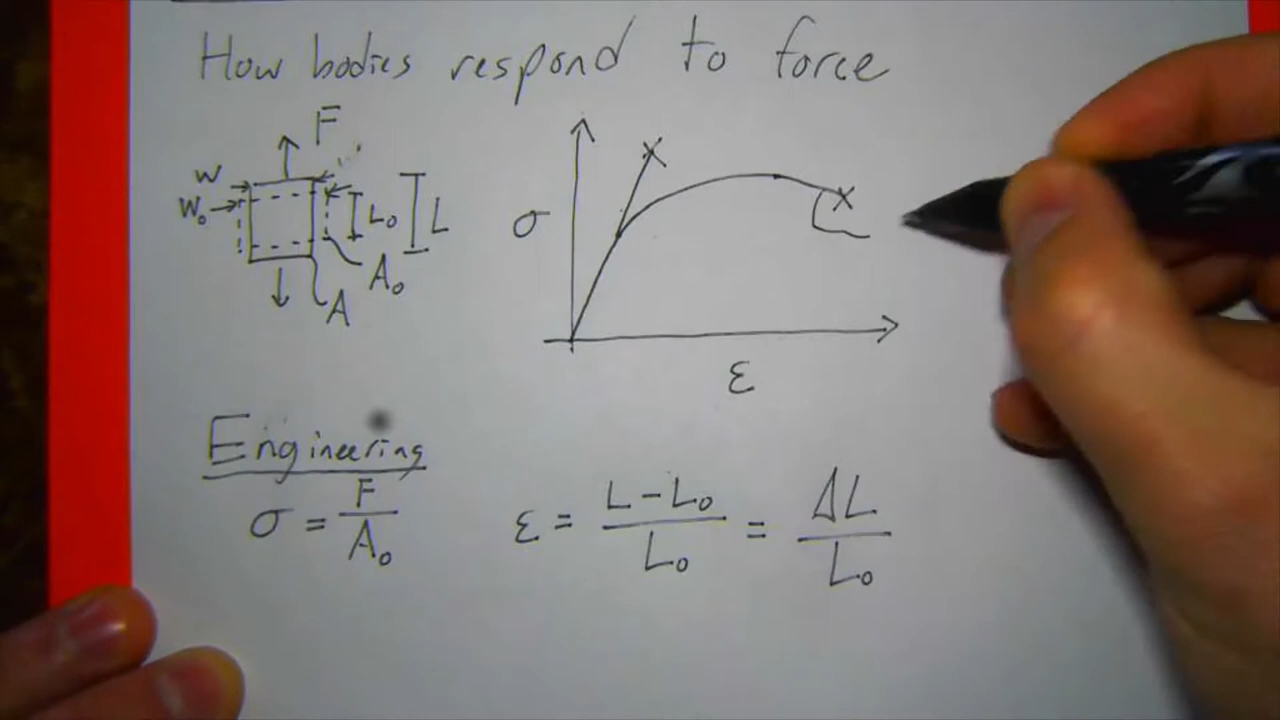 How bodies respond to force
F
W
W₀
L₀
L
A₀
A
σ
ε
Engineering
σ = F/A₀
ε = L-L₀/L₀ = ΔL/L₀